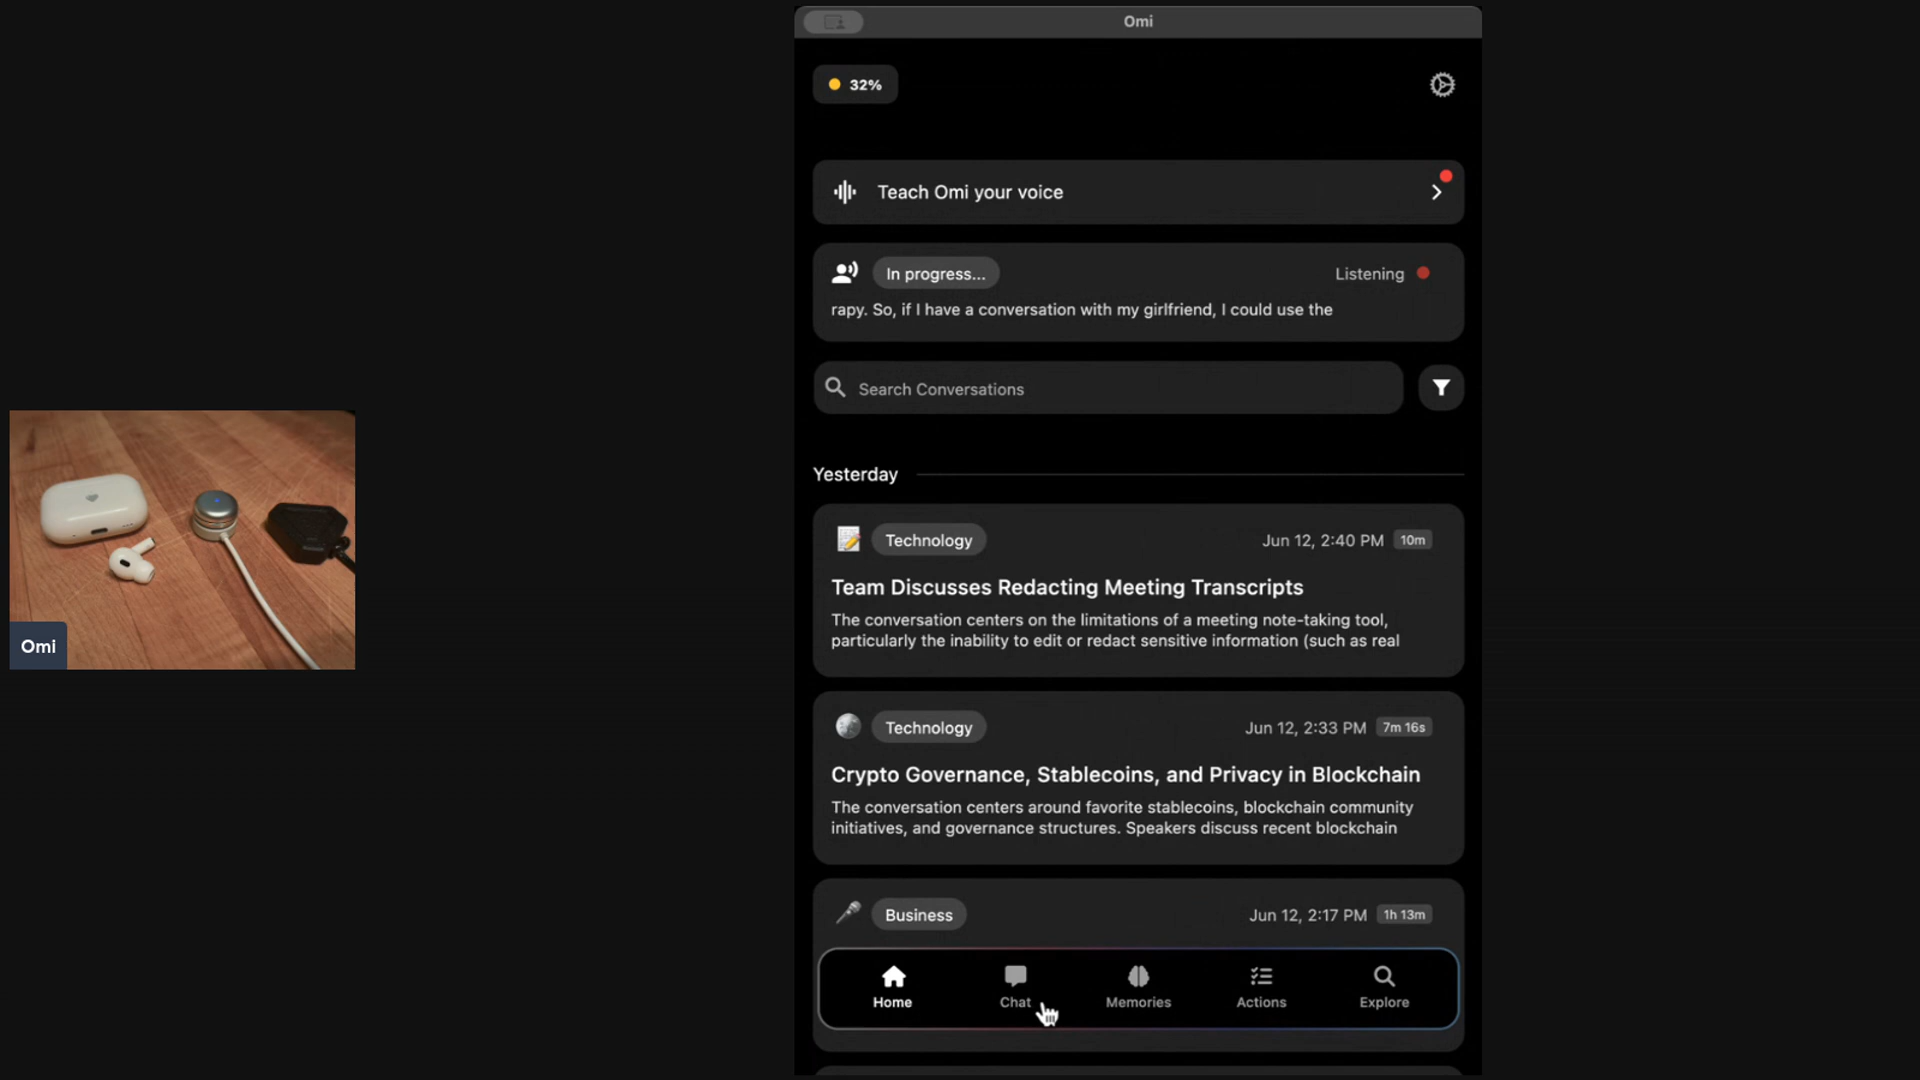 Omi
32%
Teach Omi your voice
In progress...
Listening
rapy. So, if I have a conversation with my girlfriend, I could use the
Search Conversations
Yesterday
Technology
Jun 12, 2:40 PM
10m
Team Discusses Redacting Meeting Transcripts
The conversation centers on the limitations of a meeting note-taking tool,
particularly the inability to edit or redact sensitive information (such as real
Technology
Jun 12, 2:33 PM
7m 16s
Crypto Governance, Stablecoins, and Privacy in Blockchain
The conversation centers around favorite stablecoins, blockchain community
initiatives, and governance structures. Speakers discuss recent blockchain
Business
Jun 12, 2:17 PM
1h 13m
Home
Chat
Memories
Actions
Explore
Omi